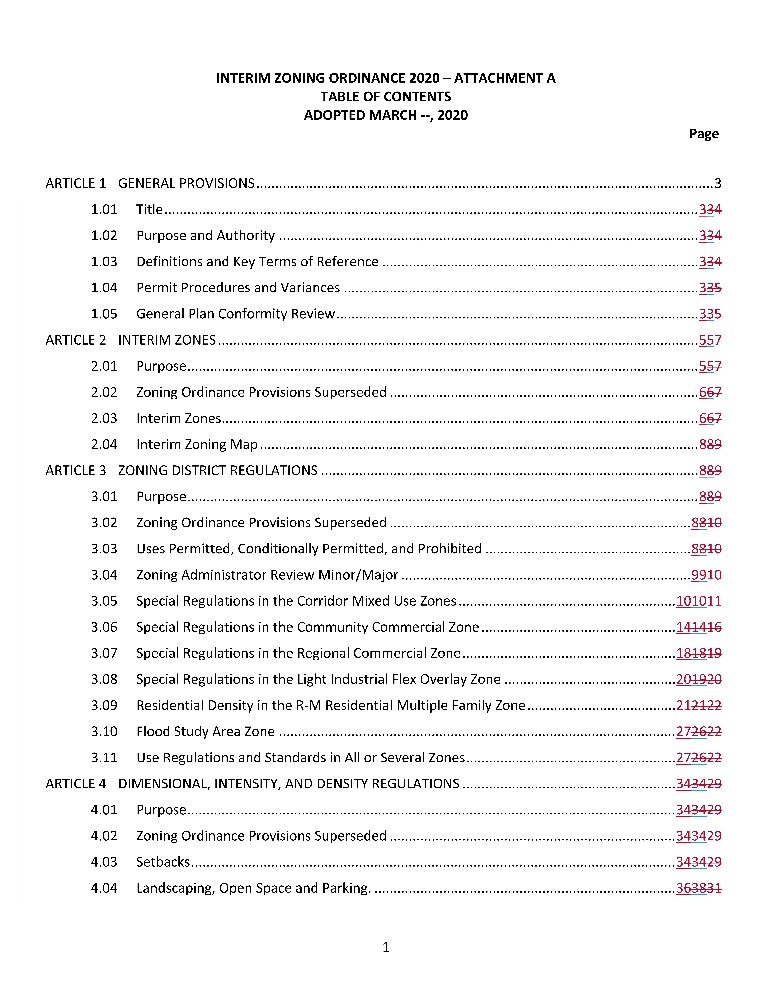 INTERIM ZONING ORDINANCE 2020 – ATTACHMENT A
TABLE OF CONTENTS
ADOPTED MARCH --, 2020
Page
ARTICLE 1 GENERAL PROVISIONS...3
1.01 Title...334
1.02 Purpose and Authority...334
1.03 Definitions and Key Terms of Reference...334
1.04 Permit Procedures and Variances...335
1.05 General Plan Conformity Review...335
ARTICLE 2 INTERIM ZONES...557
2.01 Purpose...557
2.02 Zoning Ordinance Provisions Superseded...667
2.03 Interim Zones...667
2.04 Interim Zoning Map...889
ARTICLE 3 ZONING DISTRICT REGULATIONS...889
3.01 Purpose...889
3.02 Zoning Ordinance Provisions Superseded...8810
3.03 Uses Permitted, Conditionally Permitted, and Prohibited...8810
3.04 Zoning Administrator Review Minor/Major...9910
3.05 Special Regulations in the Corridor Mixed Use Zones...101011
3.06 Special Regulations in the Community Commercial Zone...141416
3.07 Special Regulations in the Regional Commercial Zone...181819
3.08 Special Regulations in the Light Industrial Flex Overlay Zone...201920
3.09 Residential Density in the R-M Residential Multiple Family Zone...212122
3.10 Flood Study Area Zone...272622
3.11 Use Regulations and Standards in All or Several Zones...272622
ARTICLE 4 DIMENSIONAL, INTENSITY, AND DENSITY REGULATIONS...343429
4.01 Purpose...343429
4.02 Zoning Ordinance Provisions Superseded...343429
4.03 Setbacks...343429
4.04 Landscaping, Open Space and Parking. ...363831
1